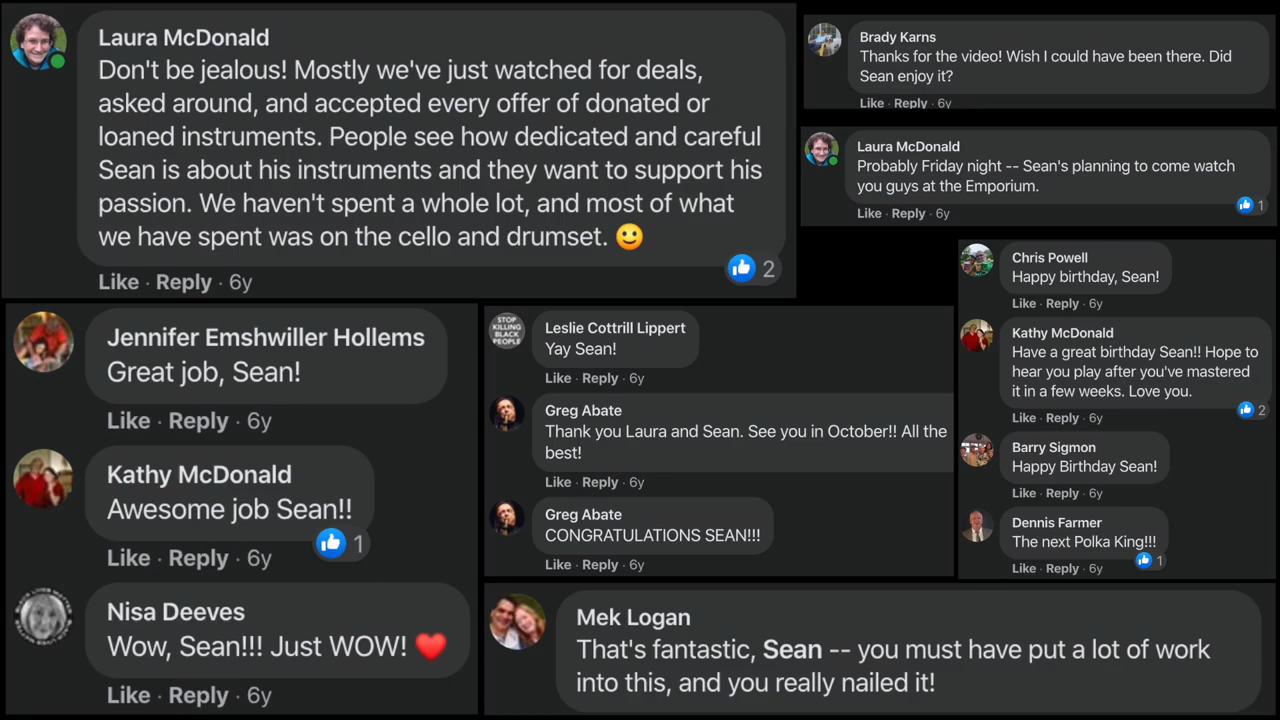 Laura McDonald
Don't be jealous! Mostly we've just watched for deals,
asked around, and accepted every offer of donated or
loaned instruments. People see how dedicated and careful
Sean is about his instruments and they want to support his
passion. We haven't spent a whole lot, and most of what
we have spent was on the cello and drumset. 🙂
2
Like · Reply · 6y
Brady Karns
Thanks for the video! Wish I could have been there. Did
Sean enjoy it?
Like · Reply · 6y
Laura McDonald
Probably Friday night -- Sean's planning to come watch
you guys at the Emporium.
1
Like · Reply · 6y
Jennifer Emshwiller Hollems
Great job, Sean!
Like · Reply · 6y
Kathy McDonald
Awesome job Sean!!
1
Like · Reply · 6y
Nisa Deeves
Wow, Sean!!! Just WOW! ❤️
Like · Reply · 6y
STOP
KILLING
BLACK
PEOPLE
Leslie Cottrill Lippert
Yay Sean!
Like · Reply · 6y
Greg Abate
Thank you Laura and Sean. See you in October!! All the
best!
Like · Reply · 6y
Greg Abate
CONGRATULATIONS SEAN!!!
Like · Reply · 6y
Chris Powell
Happy birthday, Sean!
Like · Reply · 6y
Kathy McDonald
Have a great birthday Sean!! Hope to
hear you play after you've mastered
it in a few weeks. Love you.
2
Like · Reply · 6y
Barry Sigmon
Happy Birthday Sean!
Like · Reply · 6y
Dennis Farmer
The next Polka King!!!
1
Like · Reply · 6y
Mek Logan
That's fantastic, Sean -- you must have put a lot of work
into this, and you really nailed it!